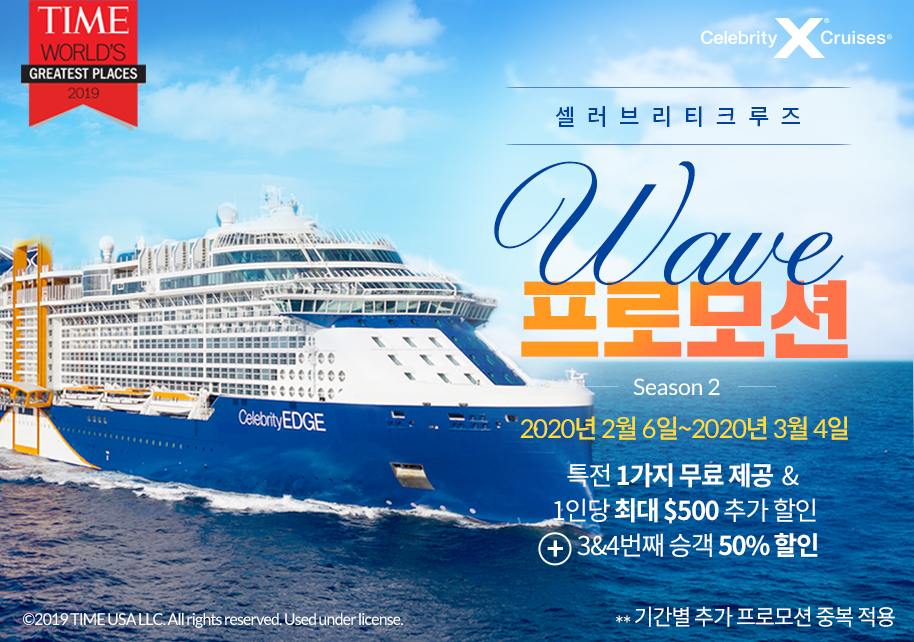 TIME
WORLD'S
GREATEST PLACES
2019
Celebrity X Cruises®
셀러브리티크루즈
Wave
프로모션
Season 2
2020년 2월 6일~2020년 3월 4일
특전 1가지 무료 제공 &
1인당 최대 $500 추가 할인
+ 3&4번째 승객 50% 할인
Celebrity EDGE
©2019 TIME USA LLC. All rights reserved. Used under license.
** 기간별 추가 프로모션 중복 적용